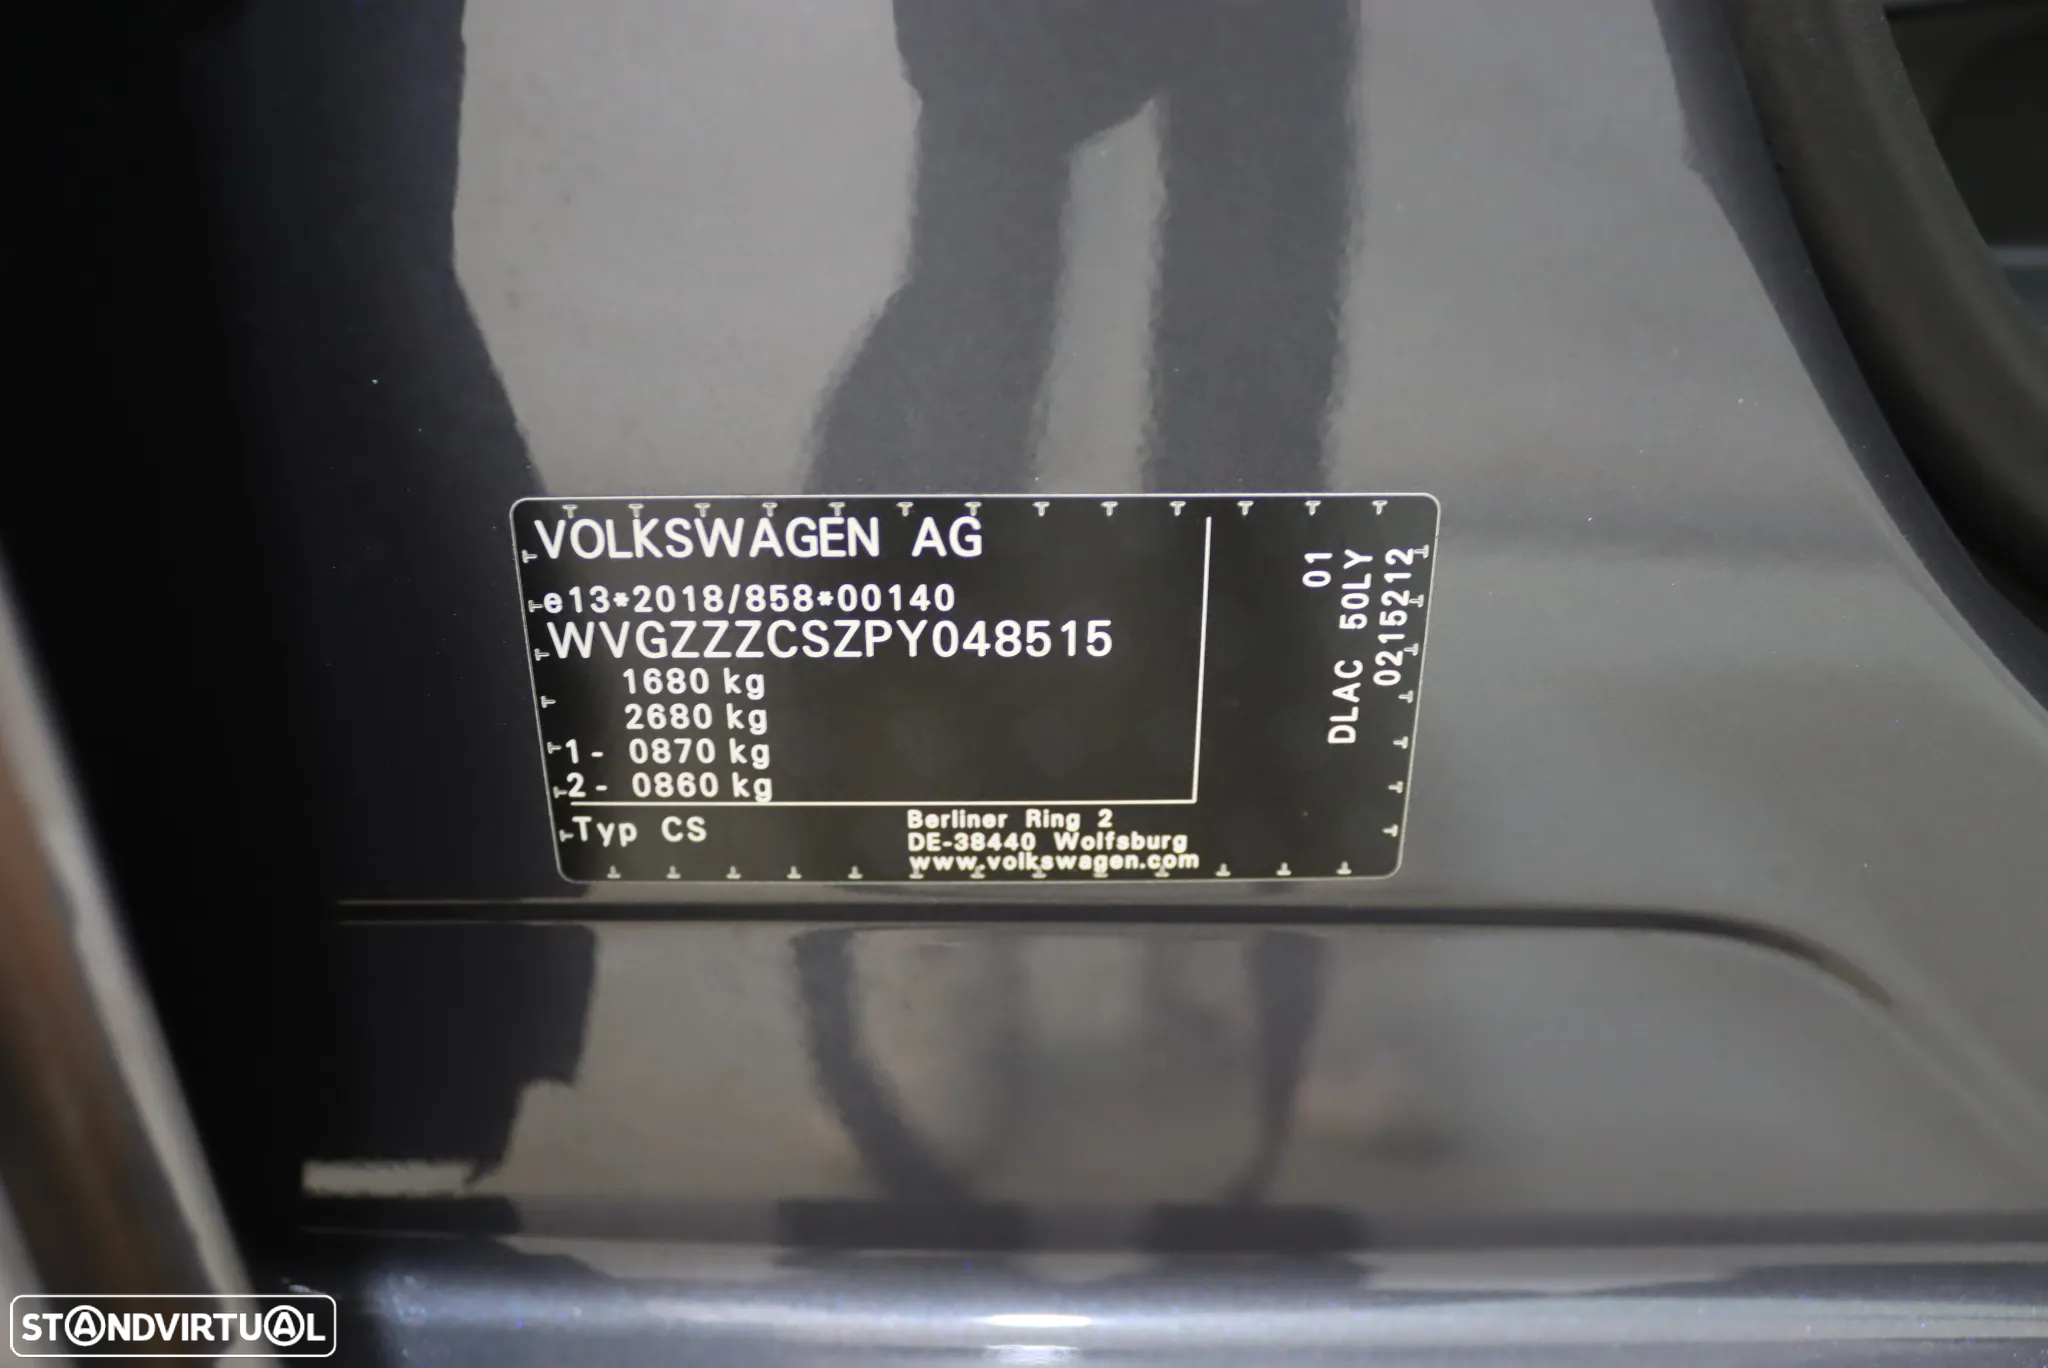 VOLKSWAGEN AG
e13*2018/858*00140
WVGZZZCSZPY048515
1680 kg
2680 kg
1- 0870 kg
2- 0860 kg
Typ CS
Berliner Ring 2
DE-38440 Wolfsburg
www.volkswagen.com
01
DLAC 50LY
0215212
STANDVIRTUAL